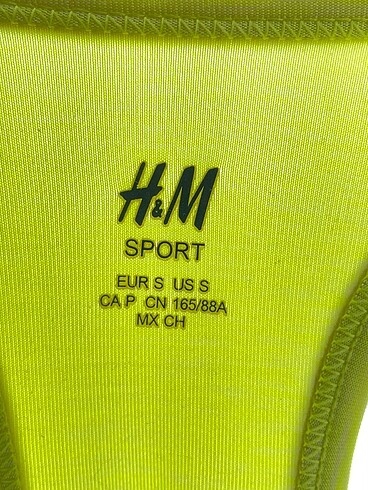 H&M
SPORT
EUR S US S
CA P CN 165/88A
MX CH